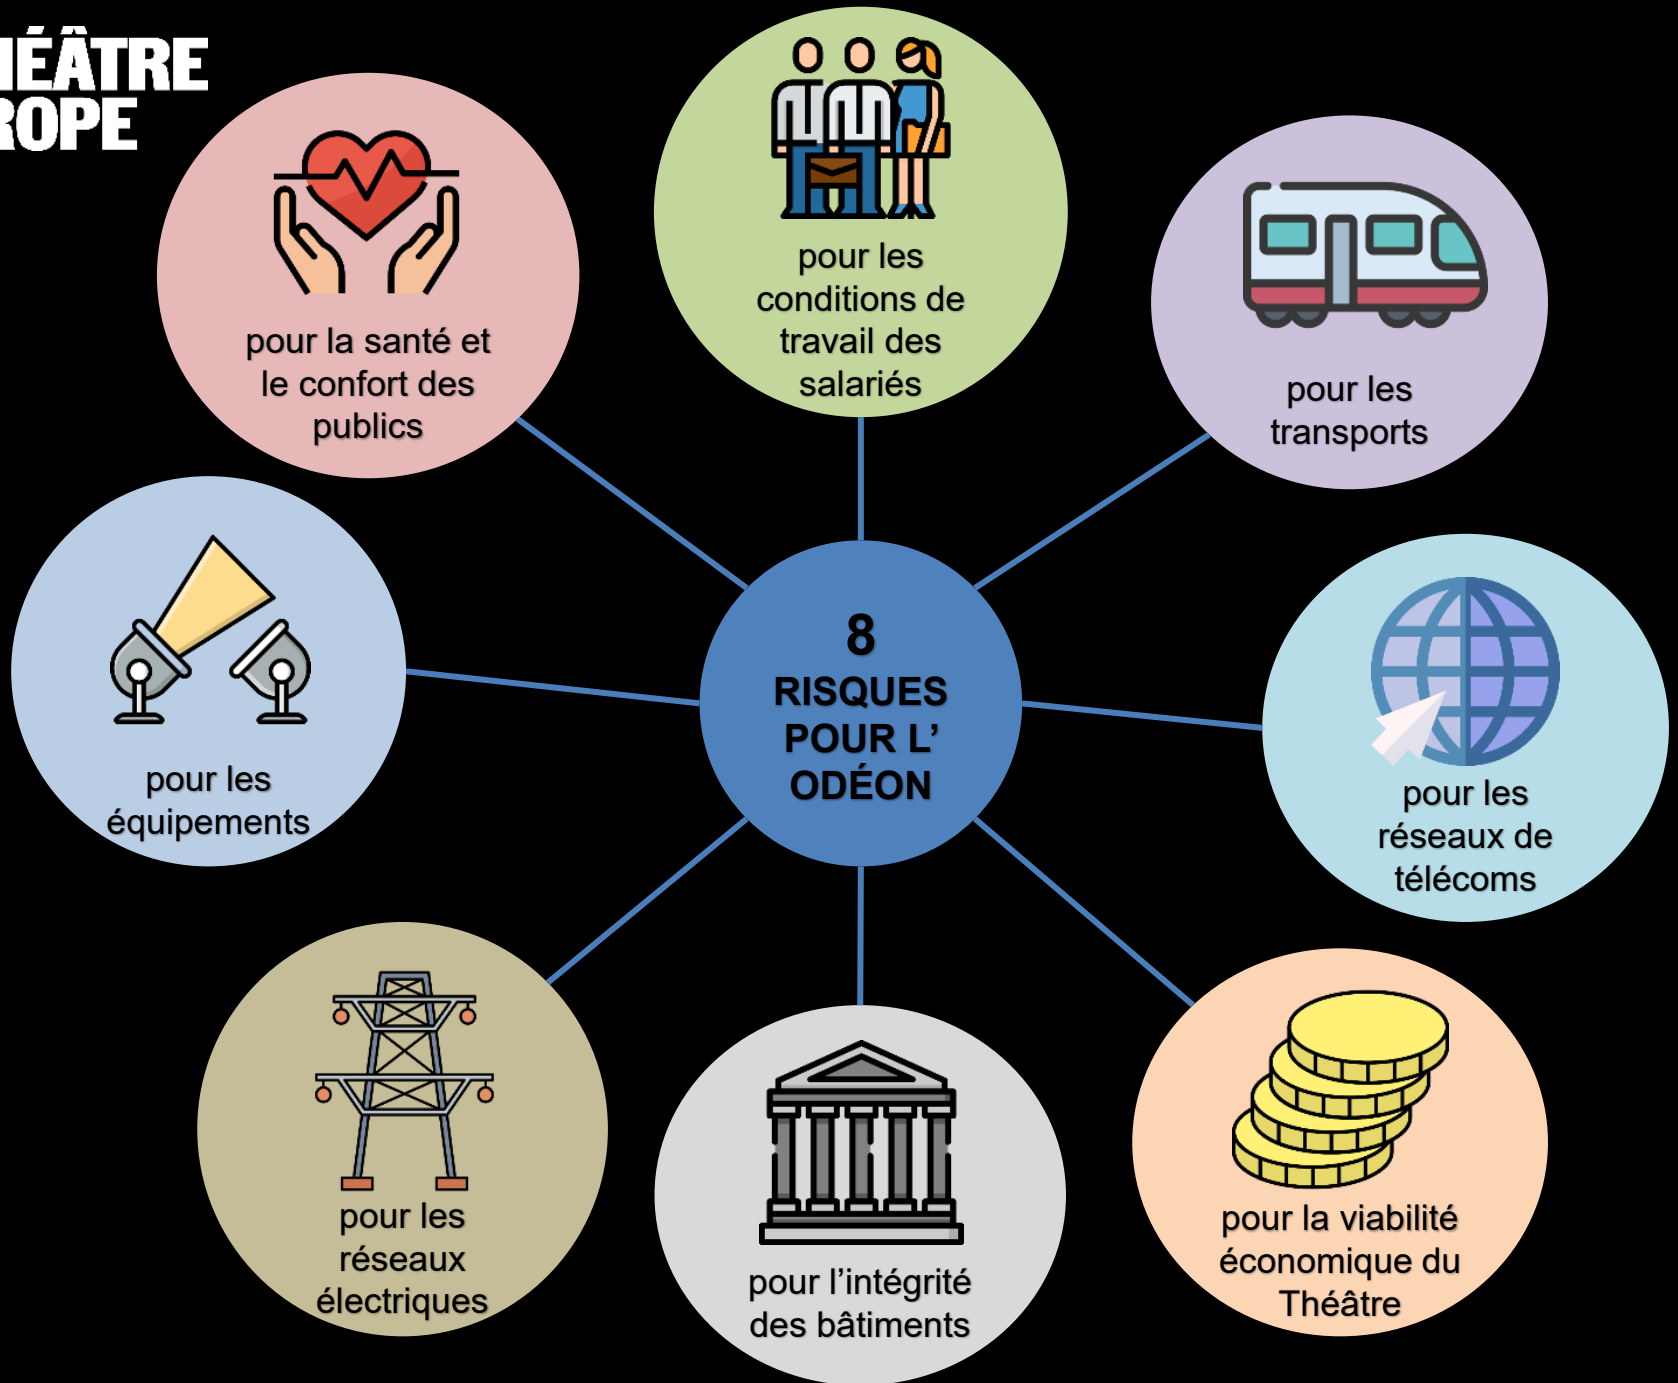 HÉÂTRE
ROPE
pour la santé et
le confort des
publics
pour les
conditions de
travail des
salariés
pour les
transports
pour les
équipements
8
RISQUES
POUR L’
ODÉON
pour les
réseaux de
télécoms
pour les
réseaux
électriques
pour l’intégrité
des bâtiments
pour la viabilité
économique du
Théâtre